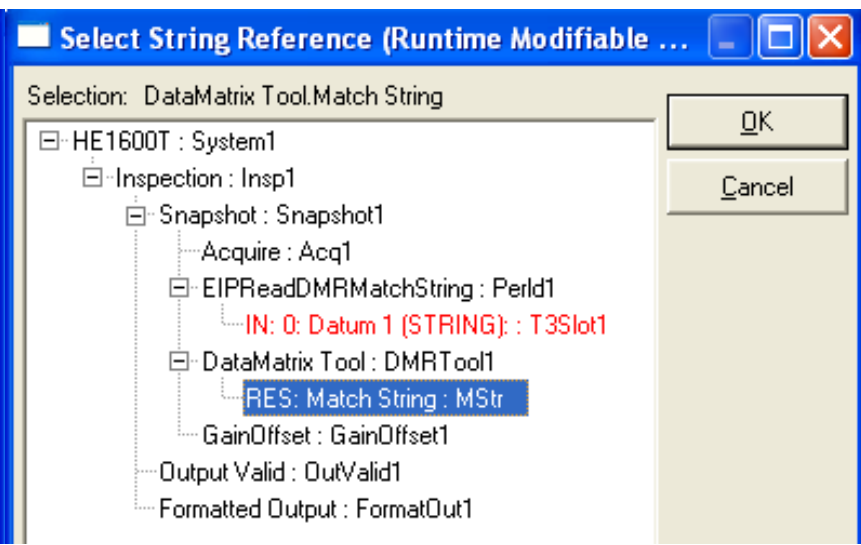 Select String Reference (Runtime Modifiable ...
Selection: DataMatrix Tool.Match String
OK
HE1600T : System1
Inspection : Insp1
Cancel
Snapshot : Snapshot1
Acquire : Acq1
EIPReadDMRMatchString : PerId1
IN: 0: Datum 1 (STRING): : T3Slot1
DataMatrix Tool : DMRTool1
RES: Match String : MStr
GainOffset : GainOffset1
Output Valid : OutValid1
Formatted Output : FormatOut1